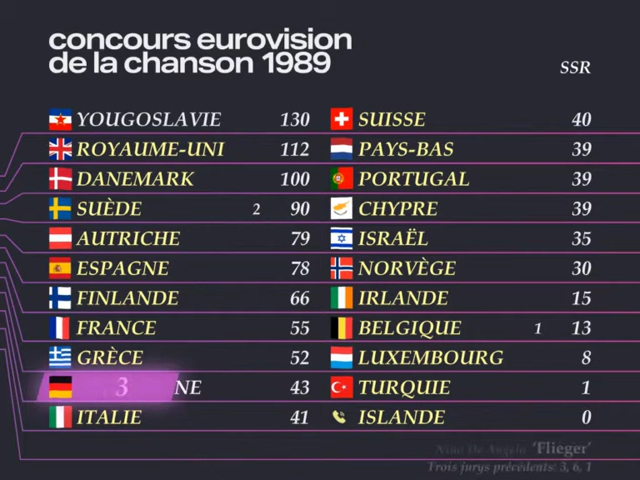 concours eurovision
de la chanson 1989
SSR
YOUGOSLAVIE 130
ROYAUME-UNI 112
DANEMARK 100
SUÈDE 2 90
AUTRICHE 79
ESPAGNE 78
FINLANDE 66
FRANCE 55
GRÈCE 52
3 NE 43
ITALIE 41
SUISSE 40
PAYS-BAS 39
PORTUGAL 39
CHYPRE 39
ISRAËL 35
NORVÈGE 30
IRLANDE 15
BELGIQUE 1 13
LUXEMBOURG 8
TURQUIE 1
ISLANDE 0
Nino De Angelo 'Flieger'
Trois jurys précédents: 3, 6, 1